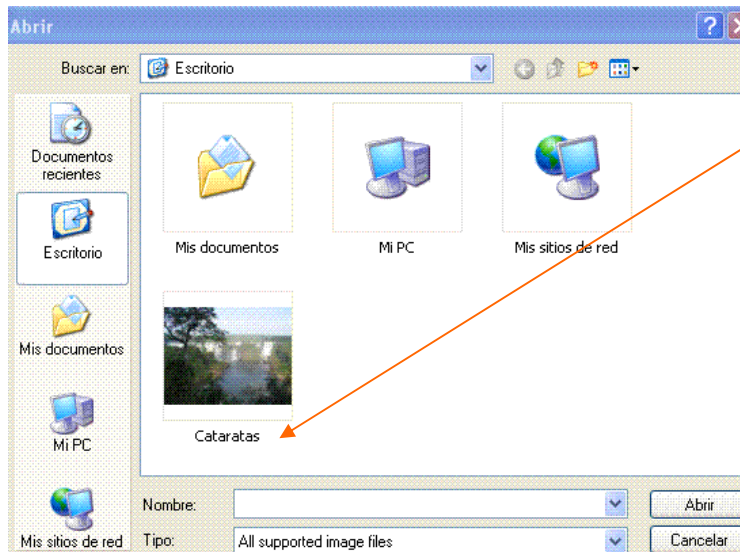 Abrir
Buscar en: Escritorio
Documentos
recientes
Escritorio
Mis documentos
Mi PC
Mis sitios de red
Mis documentos
Mi PC
Mis sitios de red
Cataratas
Nombre:
Abrir
Tipo: All supported image files
Cancelar